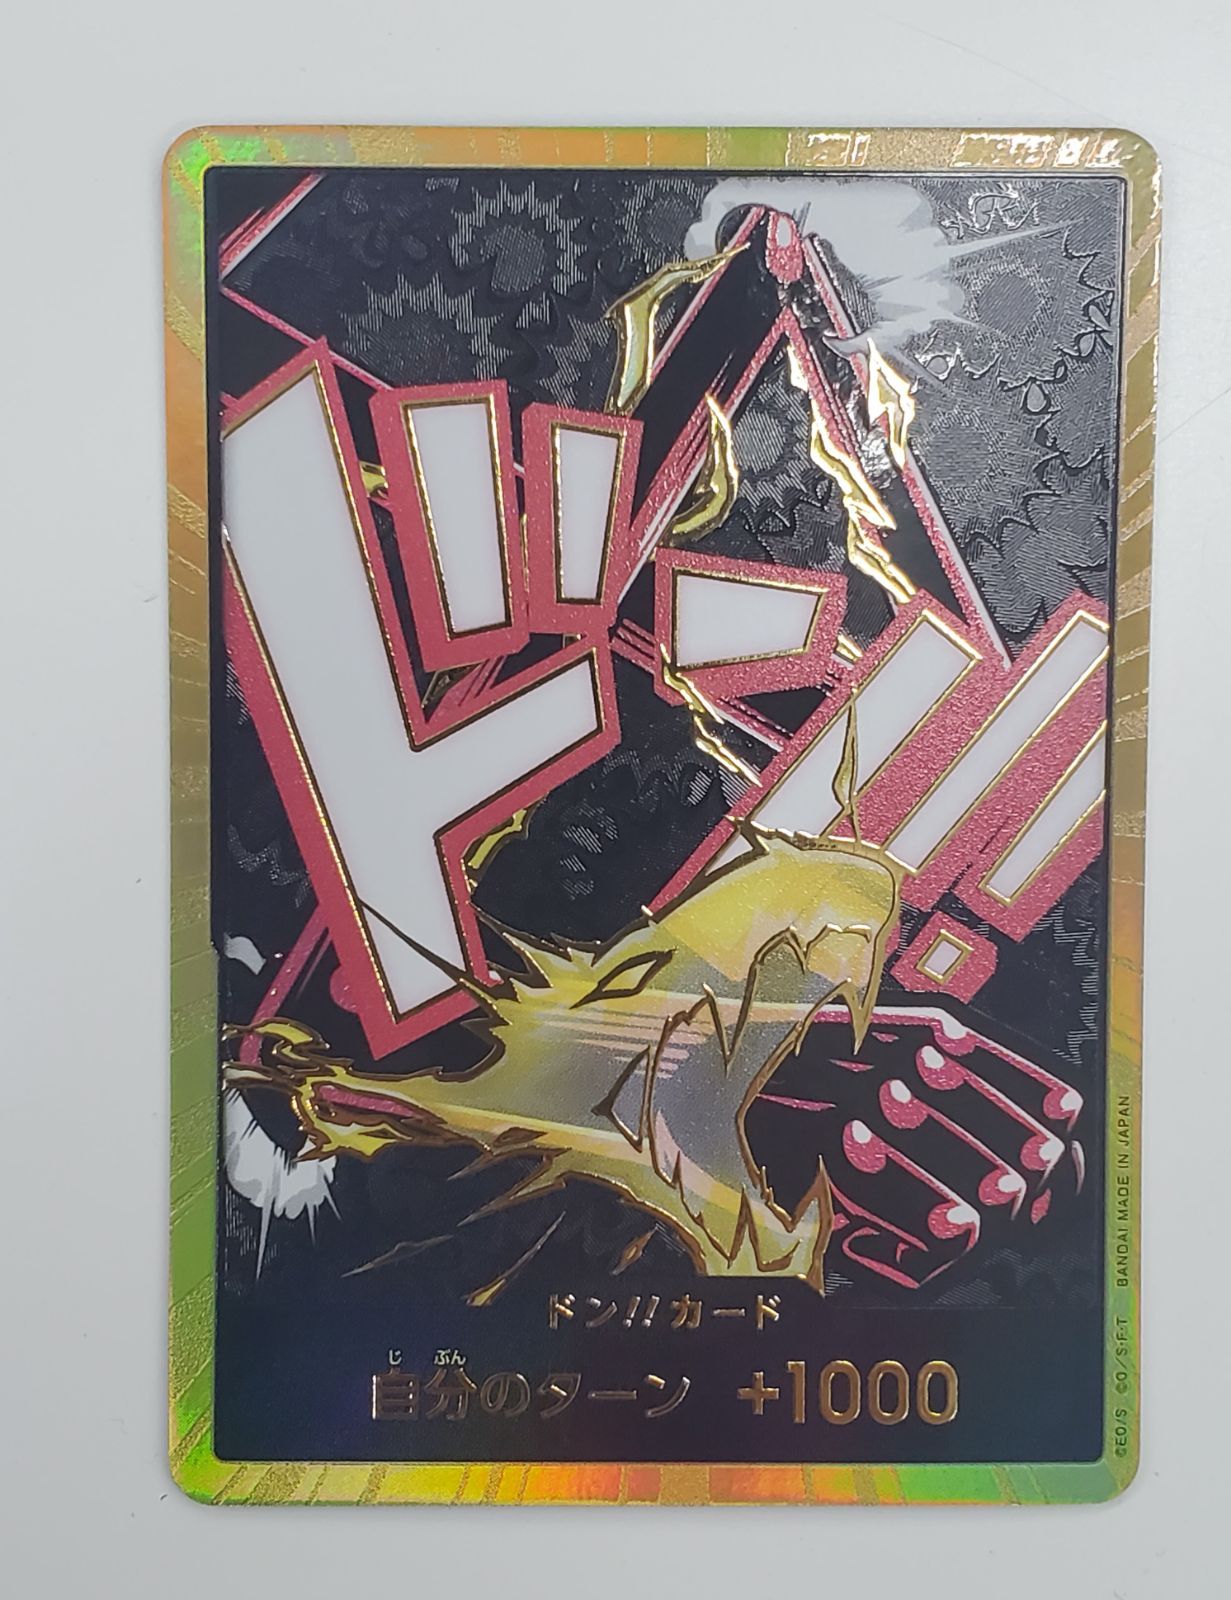 ドン!!
ドン!!カード
じ ぶん
自分のターン +1000
©EO/S ©O/S・F・T BANDAI MADE IN JAPAN